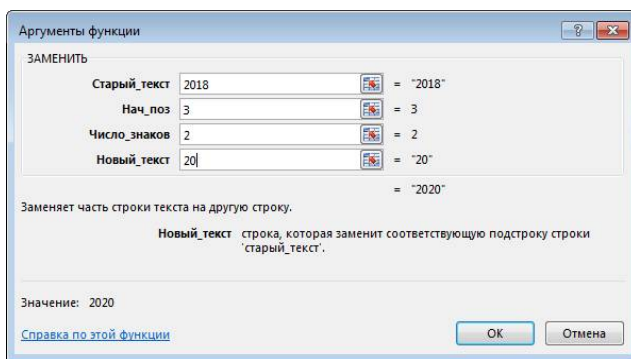 Аргументы функции
ЗАМЕНИТЬ
Старый_текст 2018 = "2018"
Нач_поз 3 = 3
Число_знаков 2 = 2
Новый_текст 20 = "20"
= "2020"
Заменяет часть строки текста на другую строку.
Новый_текст строка, которая заменит соответствующую подстроку строки
'старый_текст'.
Значение: 2020
Справка по этой функции ОК Отмена